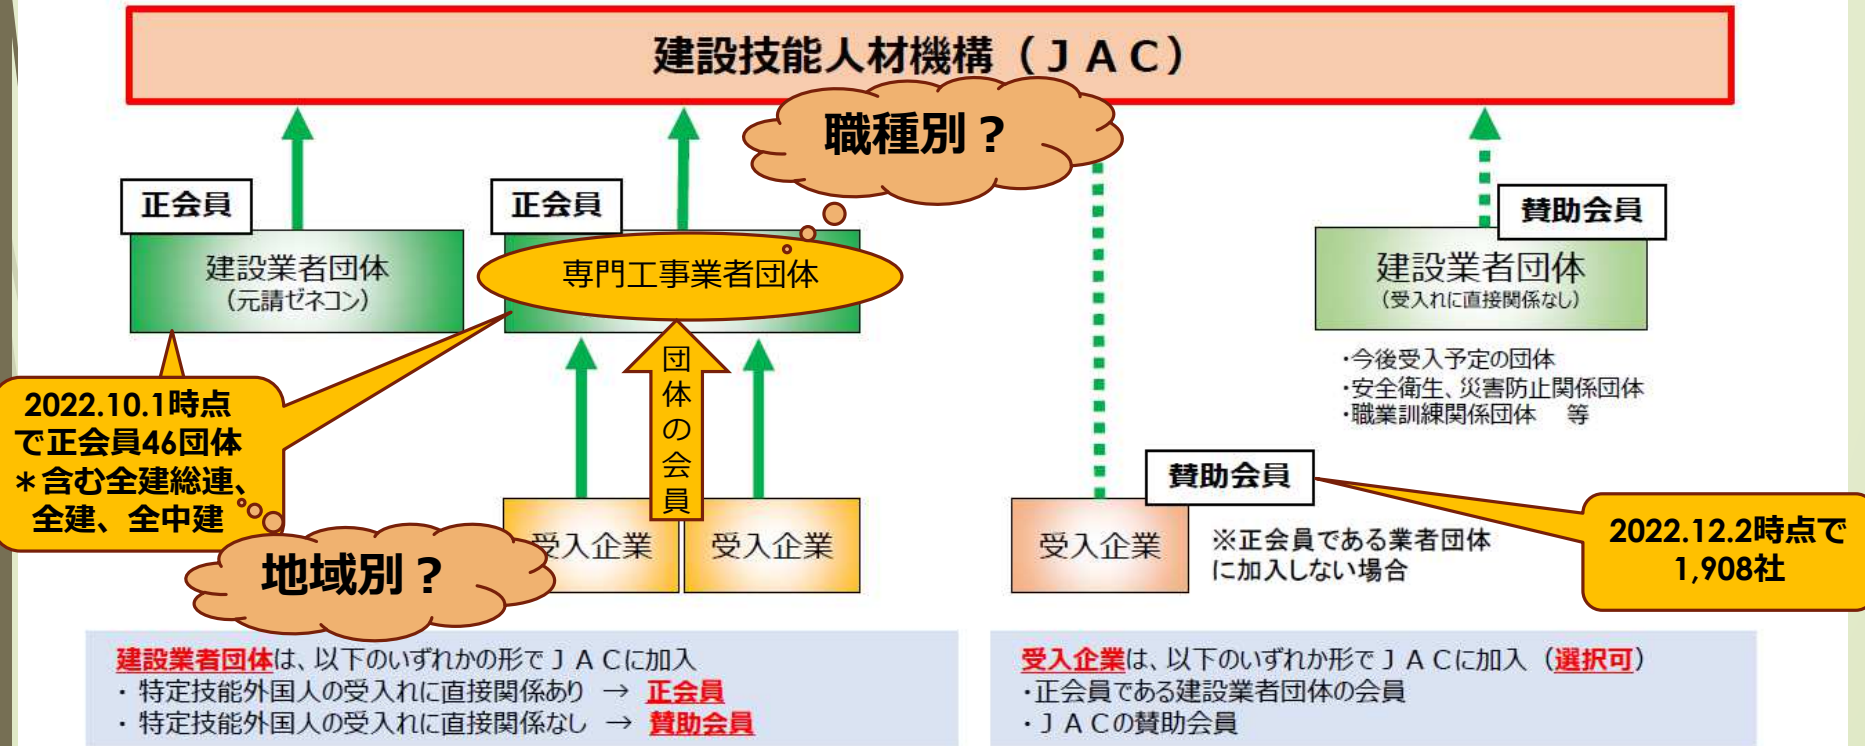 建設技能人材機構（ＪＡＣ）
職種別？
正会員
正会員
賛助会員
建設業者団体
（元請ゼネコン）
専門工事業者団体
建設業者団体
（受入れに直接関係なし）
・今後受入予定の団体
・安全衛生、災害防止関係団体
・職業訓練関係団体　等
団体の会員
2022.10.1時点
で正会員46団体
＊含む全建総連、
全建、全中建
地域別？
受入企業
受入企業
賛助会員
受入企業
※正会員である業者団体
に加入しない場合
2022.12.2時点で
1,908社
建設業者団体は、以下のいずれかの形でＪＡＣに加入
・特定技能外国人の受入れに直接関係あり → 正会員
・特定技能外国人の受入れに直接関係なし → 賛助会員
受入企業は、以下のいずれか形でＪＡＣに加入（選択可）
・正会員である建設業者団体の会員
・ＪＡＣの賛助会員